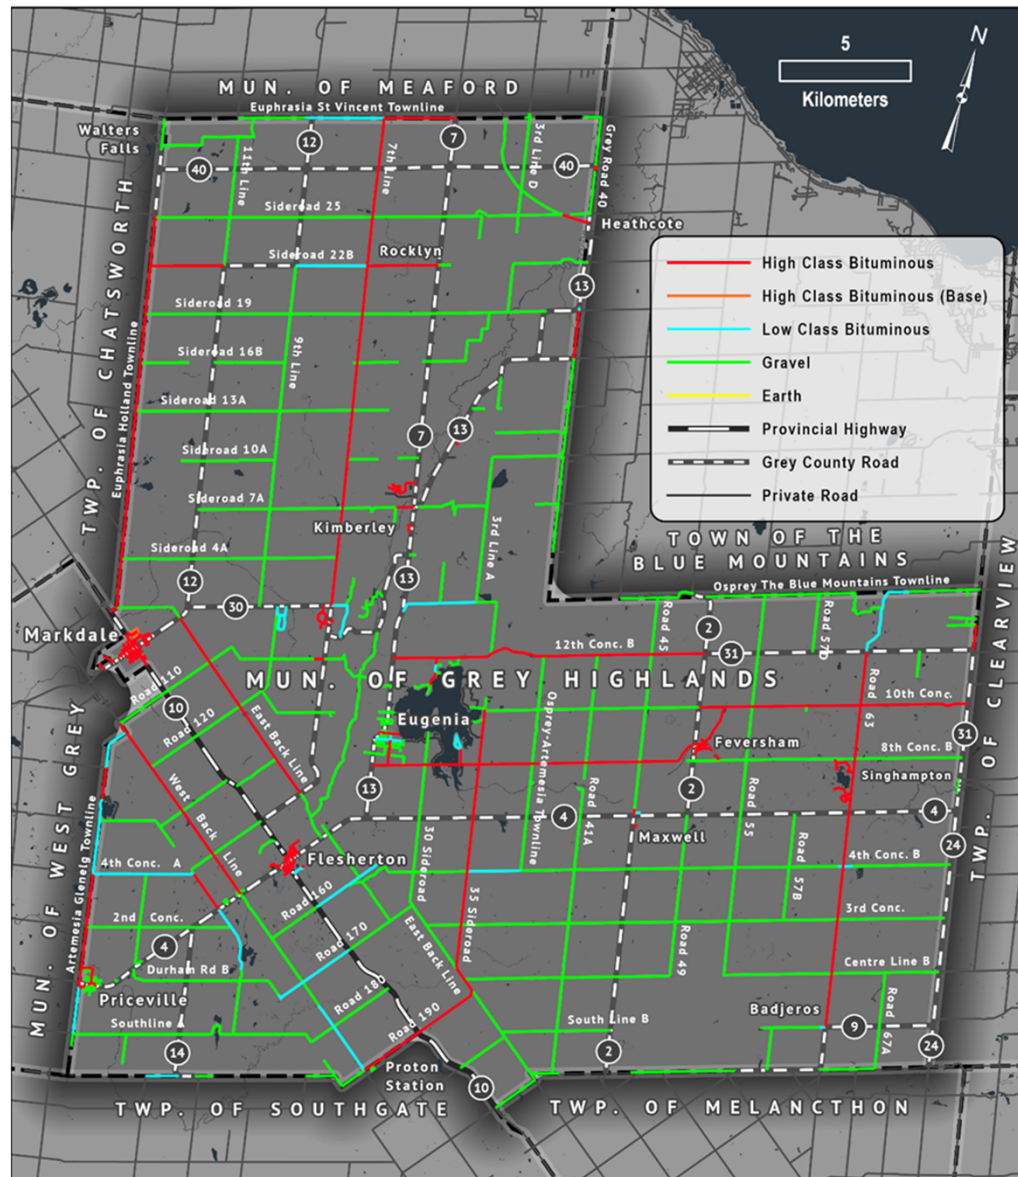 5
Kilometers
N
MUN. OF MEAFORD
Euphrasia St Vincent Townline
Walters
Falls
12
7
40
40
11th Line
7th Line
3rd Line D
Grey Road 40
Sideroad 25
Heathcote
Sideroad 22B
Rocklyn
High Class Bituminous
High Class Bituminous (Base)
Low Class Bituminous
Gravel
Earth
Provincial Highway
Grey County Road
Private Road
13
Sideroad 19
TWP. OF CHATSWORTH
Euphrasia Holland Townline
Sideroad 16B
9th Line
Sideroad 13A
7
13
Sideroad 10A
Sideroad 7A
Kimberley
3rd Line A
Sideroad 4A
TOWN OF THE
BLUE MOUNTAINS
Osprey The Blue Mountains Townline
12
13
30
Markdale
2
31
12th Conc. B
Road 45
Road 57D
TWP. OF CLEARVIEW
MUN. OF GREY HIGHLANDS
Road 110
10
Road 120
East Back Line
Eugenia
Road 63
10th Conc.
31
Feversham
8th Conc. B
Singhampton
MUN. OF WEST GREY
Artemesia Glenelg Townline
West Back Line
Osprey-Artemesia Townline
13
2
4
4
Road 41A
Maxwell
Road 55
24
Flesherton
30 Sideroad
Road 57B
4th Conc. A
4th Conc. B
Road 160
2nd Conc.
4
Road 170
35 Sideroad
East Back Line
3rd Conc.
Road 49
Durham Rd B
Centre Line B
Priceville
Road 180
Road 190
Southline A
South Line B
Badjeros
9
Road 67A
14
2
24
Proton
Station
10
TWP. OF SOUTHGATE
TWP. OF MELANCTHON